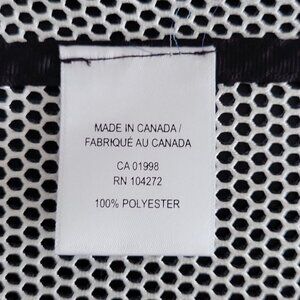 MADE IN CANADA /
FABRIQUÉ AU CANADA
CA 01998
RN 104272
100% POLYESTER